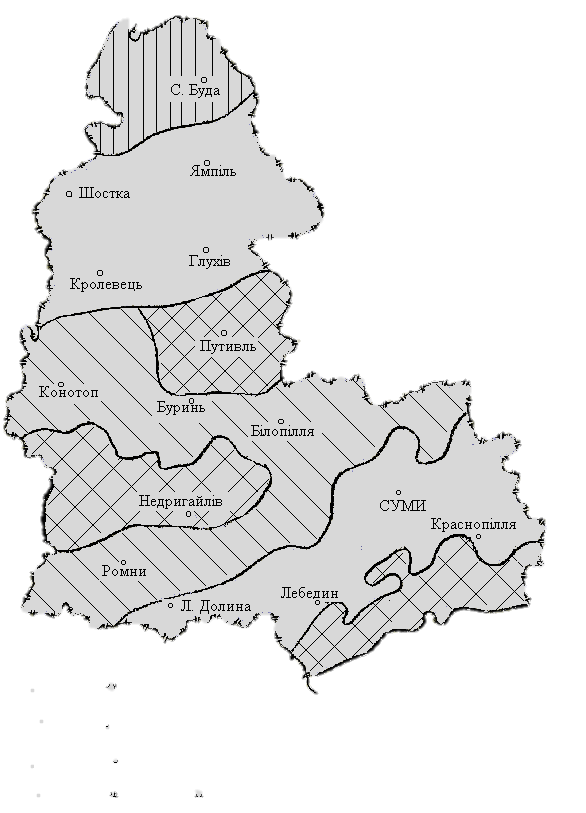 С. Буда
Ямпіль
Шостка
Глухів
Кролевець
Путивль
Конотоп
Буринь
Білопілля
Недригайлів
СУМИ
Краснопілля
Ромни
Лебедин
Л. Долина